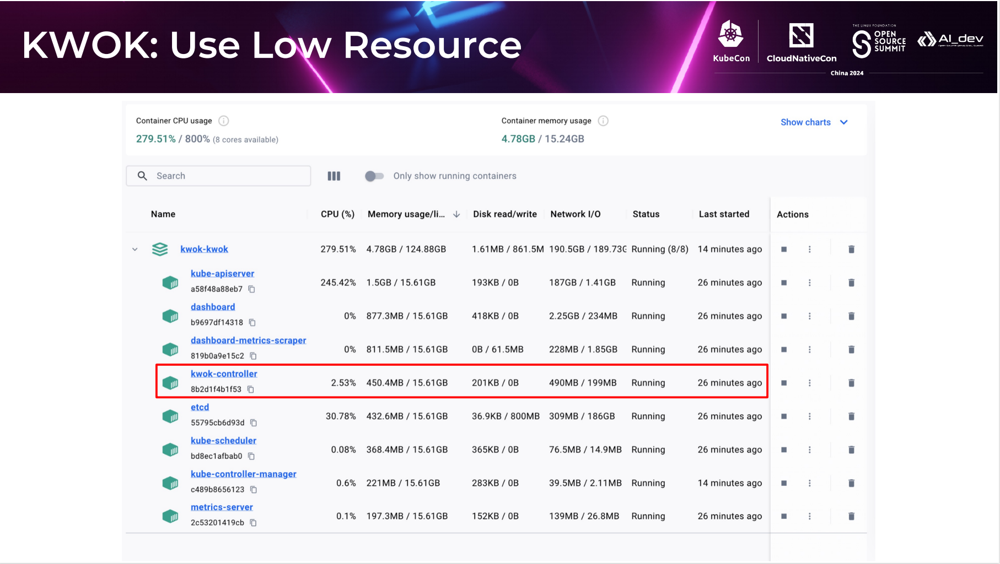 KWOK: Use Low Resource
KubeCon
CloudNativeCon
THE LINUX FOUNDATION
OPEN
SOURCE
SUMMIT
AI_dev
China 2024
Container CPU usage
279.51% / 800% (8 cores available)
Container memory usage
4.78GB / 15.24GB
Show charts
Search
Only show running containers
Name CPU (%) Memory usage/li... Disk read/write Network I/O Status Last started Actions
kwok-kwok 279.51% 4.78GB / 124.88GB 1.61MB / 861.5M 190.5GB / 189.73G Running (8/8) 14 minutes ago
kube-apiserver
a58f48a88eb7 245.42% 1.5GB / 15.61GB 193KB / 0B 187GB / 1.41GB Running 26 minutes ago
dashboard
b9697df14318 0% 877.3MB / 15.61GB 418KB / 0B 2.25GB / 234MB Running 26 minutes ago
dashboard-metrics-scraper
819b0a9e15c2 0% 811.5MB / 15.61GB 0B / 61.5MB 228MB / 1.85GB Running 26 minutes ago
kwok-controller
8b2d1f4b1f53 2.53% 450.4MB / 15.61GB 201KB / 0B 490MB / 199MB Running 26 minutes ago
etcd
55795cb6d93d 30.78% 432.6MB / 15.61GB 36.9KB / 800MB 309MB / 186GB Running 26 minutes ago
kube-scheduler
bd8ec1afbab0 0.08% 368.4MB / 15.61GB 365KB / 0B 76.5MB / 14.9MB Running 26 minutes ago
kube-controller-manager
c489b8656123 0.6% 221MB / 15.61GB 283KB / 0B 39.5MB / 2.11MB Running 14 minutes ago
metrics-server
2c53201419cb 0.1% 197.3MB / 15.61GB 152KB / 0B 139MB / 26.8MB Running 26 minutes ago